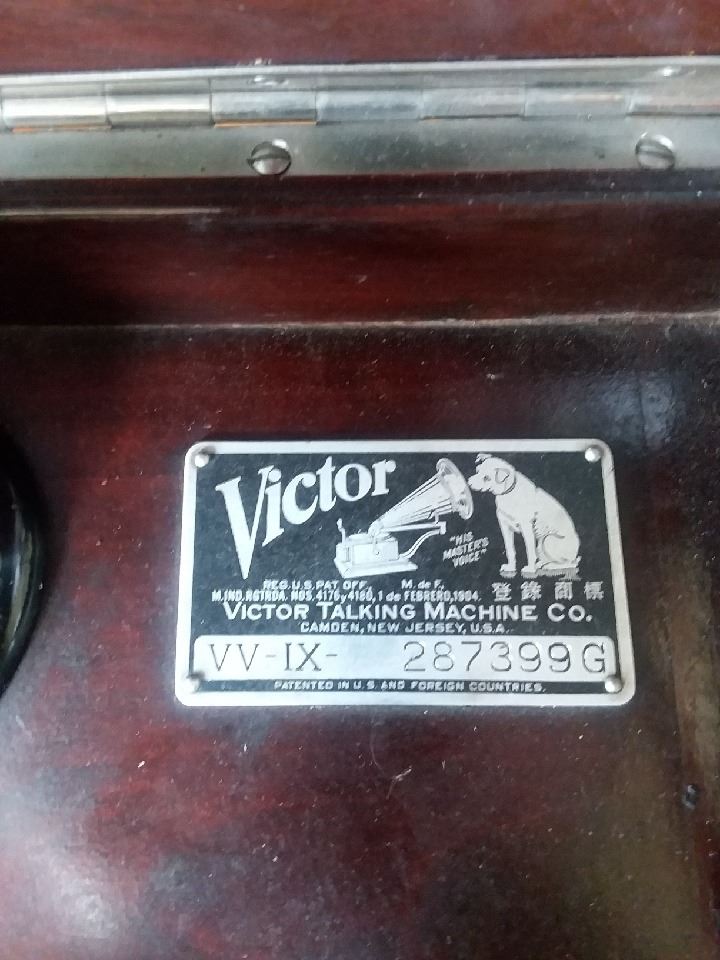 Victor
"HIS
MASTER'S
VOICE"
REG. U.S. PAT. OFF. M. de F.
M.IND.RGTRDA. NOS. 4176 y 4180, 1 de FEBRERO, 1904.
標 商 錄 登
VICTOR TALKING MACHINE CO.
CAMDEN, NEW JERSEY, U.S.A.
VV-IX- 287399G
PATENTED IN U.S. AND FOREIGN COUNTRIES.